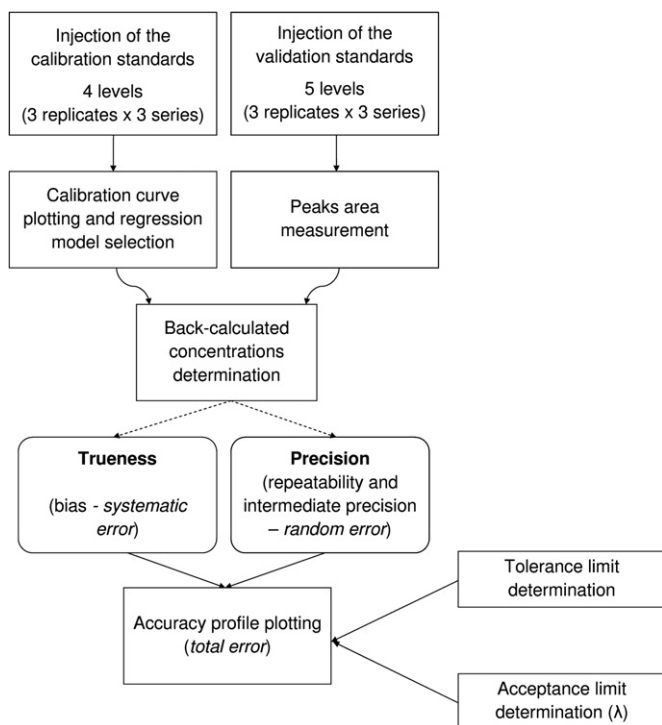 Injection of the
calibration standards
4 levels
(3 replicates x 3 series)
Injection of the
validation standards
5 levels
(3 replicates x 3 series)
Calibration curve
plotting and regression
model selection
Peaks area
measurement
Back-calculated
concentrations
determination
Trueness
(bias - systematic
error)
Precision
(repeatability and
intermediate precision
– random error)
Accuracy profile plotting
(total error)
Tolerance limit
determination
Acceptance limit
determination (λ)